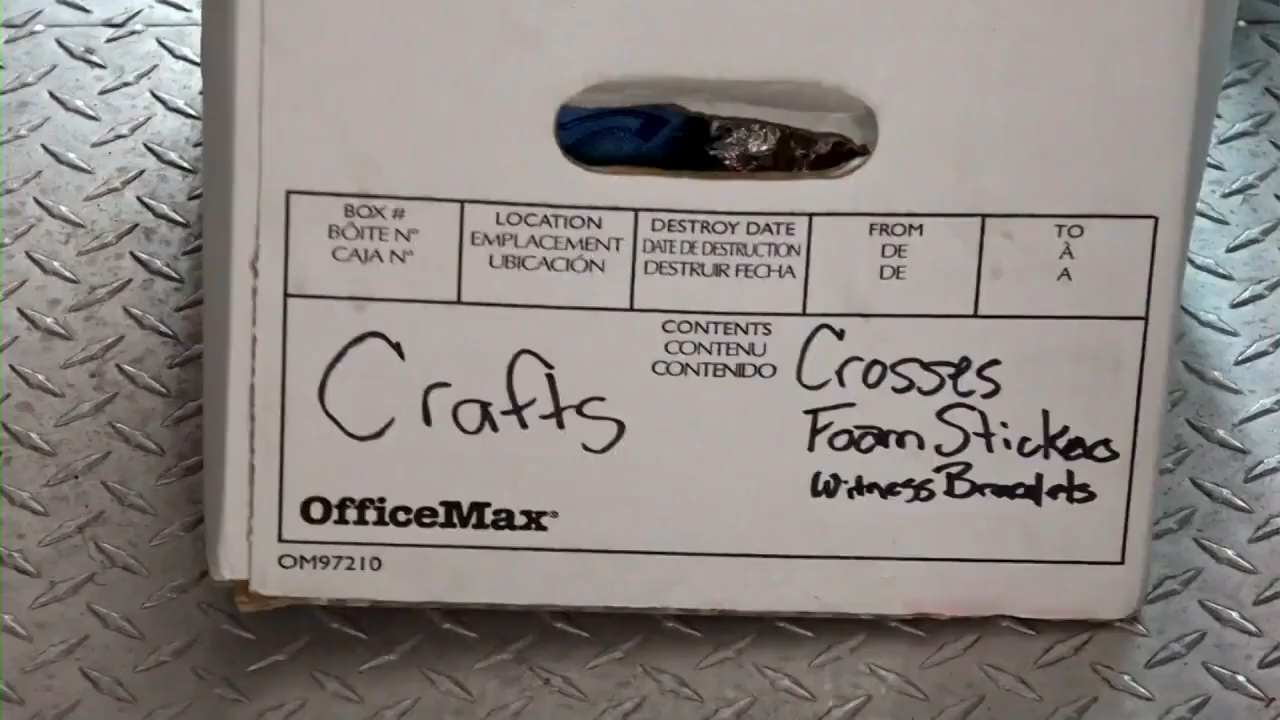 BOX #
BÔITE Nº
CAJA Nº
LOCATION
EMPLACEMENT
UBICACIÓN
DESTROY DATE
DATE DE DESTRUCTION
DESTRUIR FECHA
FROM
DE
DE
TO
À
A
Crafts
CONTENTS
CONTENU
CONTENIDO
Crosses
Foam Stickers
Witness Bracelets
OfficeMax®
OM97210